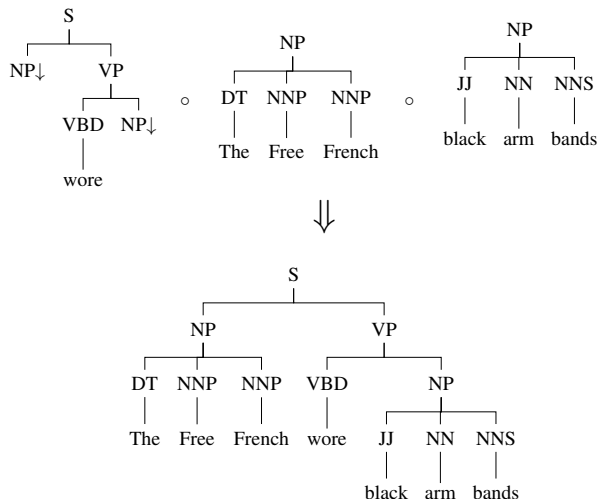 S
NP
NP
NP↓ VP
DT NNP NNP
JJ NN NNS
∘ ∘
VBD NP↓
The Free French
black arm bands
wore
⇓
S
NP VP
DT NNP NNP VBD NP
The Free French wore JJ NN NNS
black arm bands